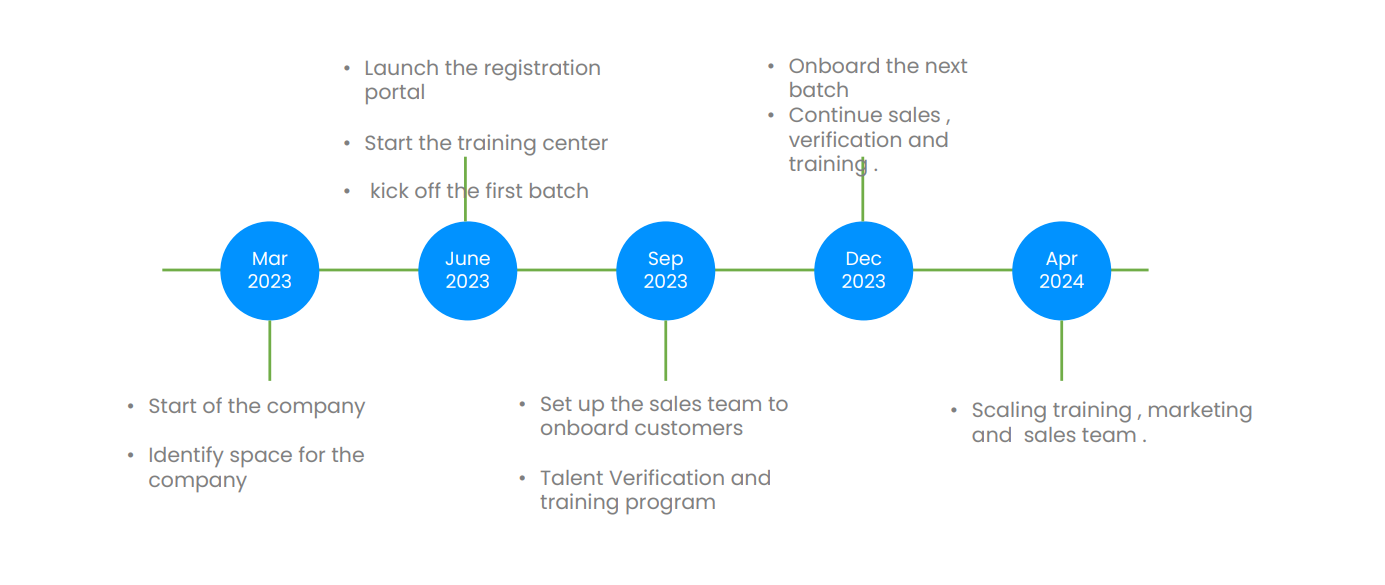 • Launch the registration
portal
• Start the training center
• kick off the first batch
• Onboard the next
batch
• Continue sales ,
verification and
training .
Mar
2023
June
2023
Sep
2023
Dec
2023
Apr
2024
• Start of the company
• Identify space for the
company
• Set up the sales team to
onboard customers
• Talent Verification and
training program
• Scaling training , marketing
and  sales team .